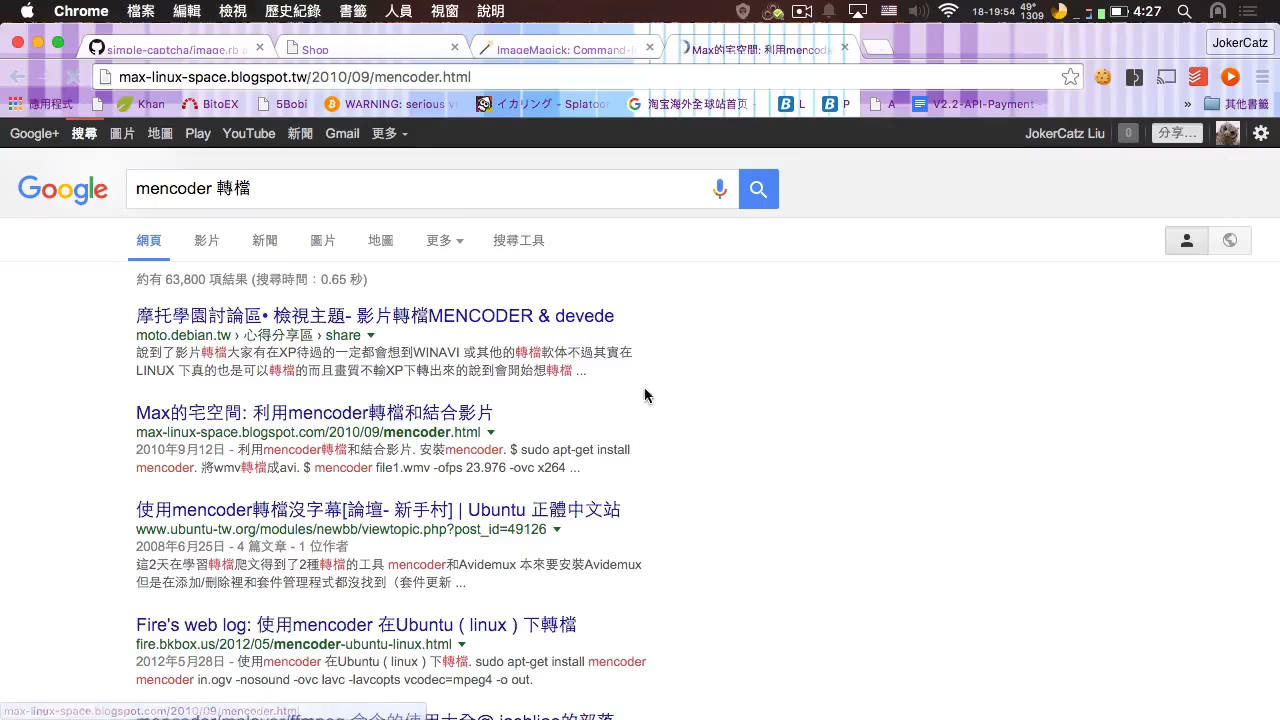 Chrome 檔案 編輯 檢視 歷史紀錄 書籤 人員 視窗 說明 18-19:54 49° 1309 4:27
simple-captcha/image.rb a Shop ImageMagick: Command-l Max的宅空間: 利用mencod JokerCatz
max-linux-space.blogspot.tw/2010/09/mencoder.html
應用程式 Khan BitoEX 5Eobi WARNING: serious v イカリング - Splatoon 淘宝海外全球站首页 L P A V2.2-API-Payment » 其他書籤
Google+ 搜尋 圖片 地圖 Play YouTube 新聞 Gmail 更多 JokerCatz Liu 0 分享...
Google mencoder 轉檔
網頁 影片 新聞 圖片 地圖 更多 搜尋工具
約有 63,800 項結果 (搜尋時間：0.65 秒)
摩托學園討論區• 檢視主題- 影片轉檔MENCODER & devede
moto.debian.tw › 心得分享區 › share
說到了影片轉檔大家有在XP待過的一定都會想到WINAVI 或其他的轉檔軟体不過其實在
LINUX 下真的也是可以轉檔的而且畫質不輸XP下轉出來的說到會開始想轉檔 ...
Max的宅空間: 利用mencoder轉檔和結合影片
max-linux-space.blogspot.com/2010/09/mencoder.html
2010年9月12日 - 利用mencoder轉檔和結合影片. 安裝mencoder. $ sudo apt-get install
mencoder. 將wmv轉檔成avi. $ mencoder file1.wmv -ofps 23.976 -ovc x264 ...
使用mencoder轉檔沒字幕[論壇- 新手村] | Ubuntu 正體中文站
www.ubuntu-tw.org/modules/newbb/viewtopic.php?post_id=49126
2008年6月25日 - 4 篇文章 - 1 位作者
這2天在學習轉檔爬文得到了2種轉檔的工具 mencoder和Avidemux 本來要安裝Avidemux
但是在添加/刪除裡和套件管理程式都沒找到（套件更新 ...
Fire's web log: 使用mencoder 在Ubuntu ( linux ) 下轉檔
fire.bkbox.us/2012/05/mencoder-ubuntu-linux.html
2012年5月28日 - 使用mencoder 在Ubuntu ( linux ) 下轉檔. sudo apt-get install mencoder
mencoder in.ogv -nosound -ovc lavc -lavcopts vcodec=mpeg4 -o out.
max-linux-space.blogspot.com/2010/09/mencoder.html